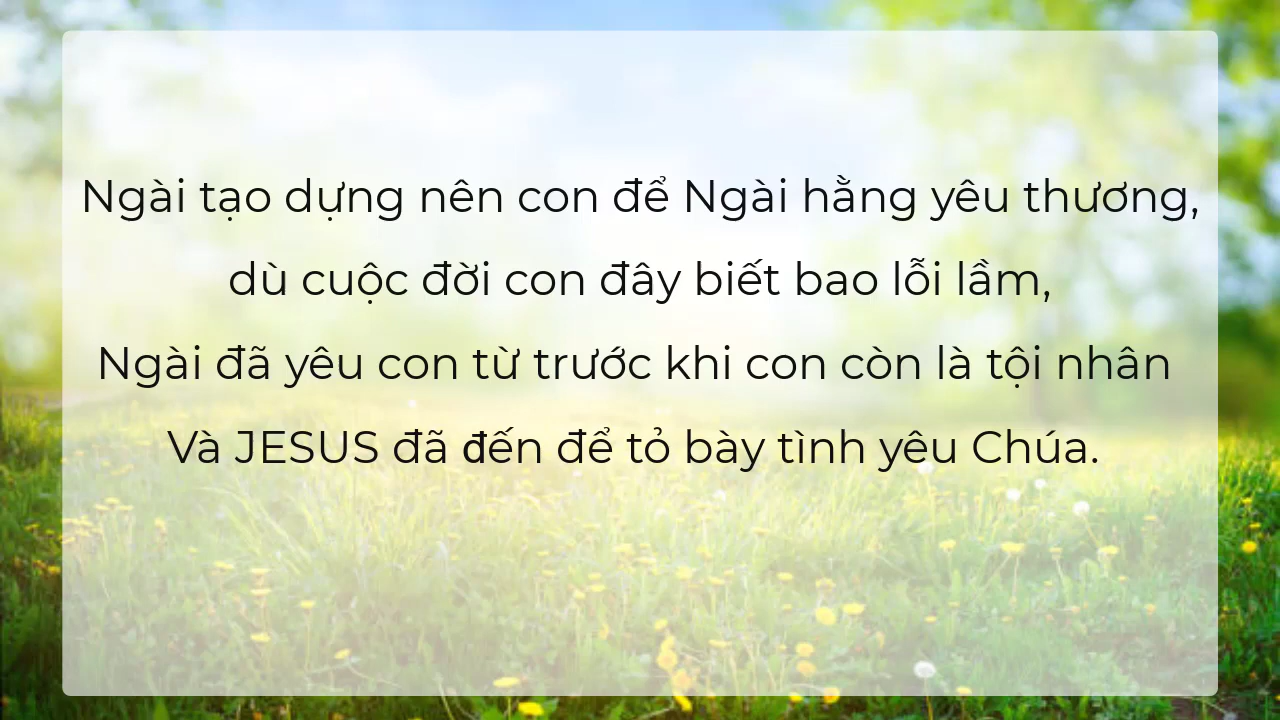 Ngài tạo dựng nên con để Ngài hằng yêu thương,
dù cuộc đời con đây biết bao lỗi lầm,
Ngài đã yêu con từ trước khi con còn là tội nhân
Và JESUS đã đến để tỏ bày tình yêu Chúa.